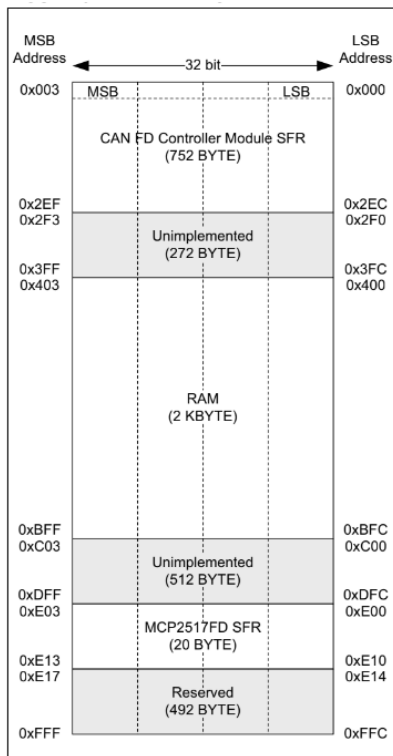 MSB Address
LSB Address
32 bit
0x003
MSB
LSB
0x000
CAN FD Controller Module SFR
(752 BYTE)
0x2EF
0x2EC
0x2F3
0x2F0
Unimplemented
(272 BYTE)
0x3FF
0x3FC
0x403
0x400
RAM
(2 KBYTE)
0xBFF
0xBFC
0xC03
0xC00
Unimplemented
(512 BYTE)
0xDFF
0xDFC
0xE03
0xE00
MCP2517FD SFR
(20 BYTE)
0xE13
0xE10
0xE17
0xE14
Reserved
(492 BYTE)
0xFFF
0xFFC